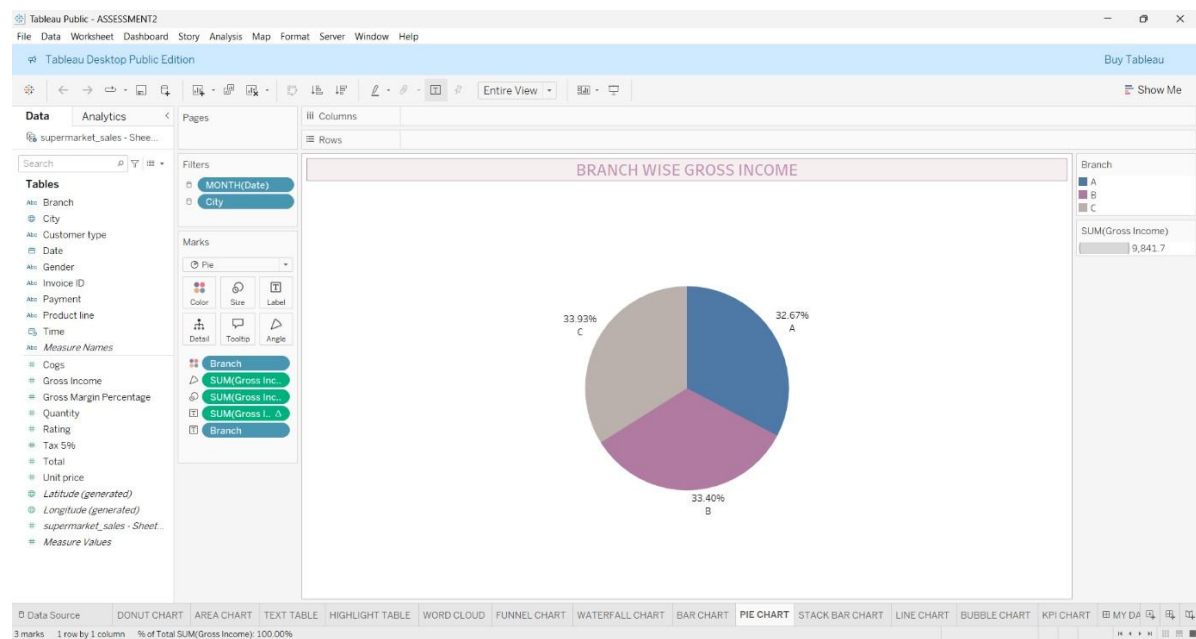 Tableau Public - ASSESSMENT2
File Data Worksheet Dashboard Story Analysis Map Format Server Window Help
Tableau Desktop Public Edition
Buy Tableau
Entire View
Show Me
Data Analytics
supermarket_sales - Shee...
Search
Tables
Abc Branch
City
Abc Customer type
Date
Abc Gender
Abc Invoice ID
Abc Payment
Abc Product line
Time
Abc Measure Names
# Cogs
# Gross Income
# Gross Margin Percentage
# Quantity
# Rating
# Tax 5%
# Total
# Unit price
Latitude (generated)
Longitude (generated)
# supermarket_sales - Sheet...
# Measure Values
Pages
Filters
MONTH(Date)
City
Marks
Pie
Color Size Label
Detail Tooltip Angle
Branch
SUM(Gross Inc..
SUM(Gross Inc..
SUM(Gross I.. Δ
Branch
Columns
Rows
BRANCH WISE GROSS INCOME
33.93%
C
32.67%
A
33.40%
B
Branch
A
B
C
SUM(Gross Income)
9,841.7
Data Source DONUT CHART AREA CHART TEXT TABLE HIGHLIGHT TABLE WORD CLOUD FUNNEL CHART WATERFALL CHART BAR CHART PIE CHART STACK BAR CHART LINE CHART BUBBLE CHART KPI CHART MY DA
3 marks 1 row by 1 column % of Total SUM(Gross Income): 100.00%